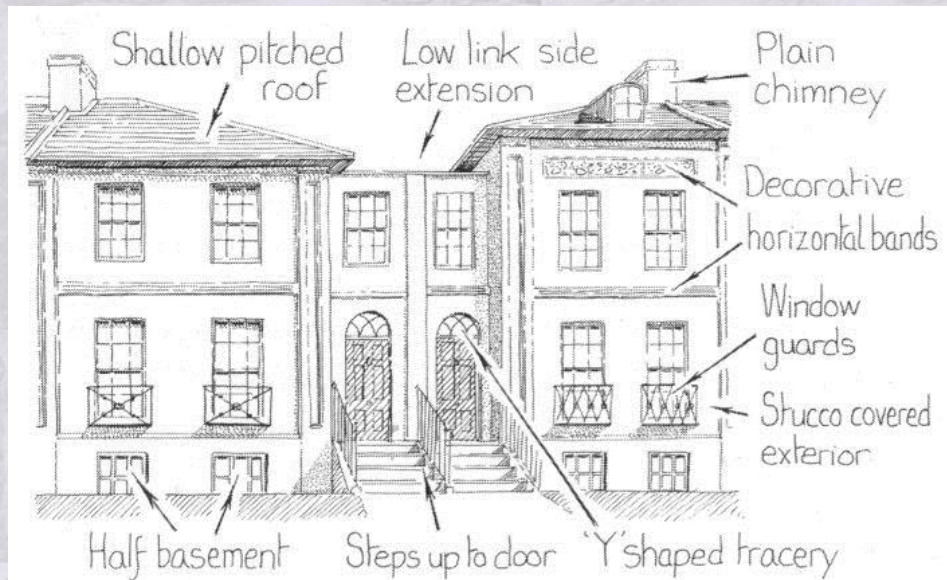 Shallow pitched
roof
Low link side
extension
Plain
chimney
Decorative
horizontal bands
Window
guards
Stucco covered
exterior
Half basement
Steps up to door
'Y' shaped tracery